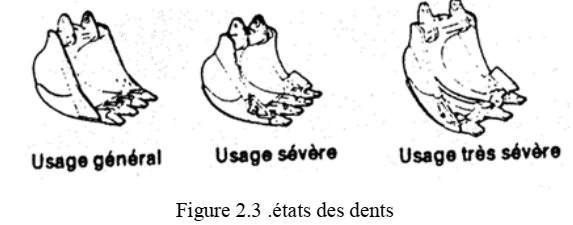 Usage général Usage sévère Usage très sévère
Figure 2.3 .états des dents